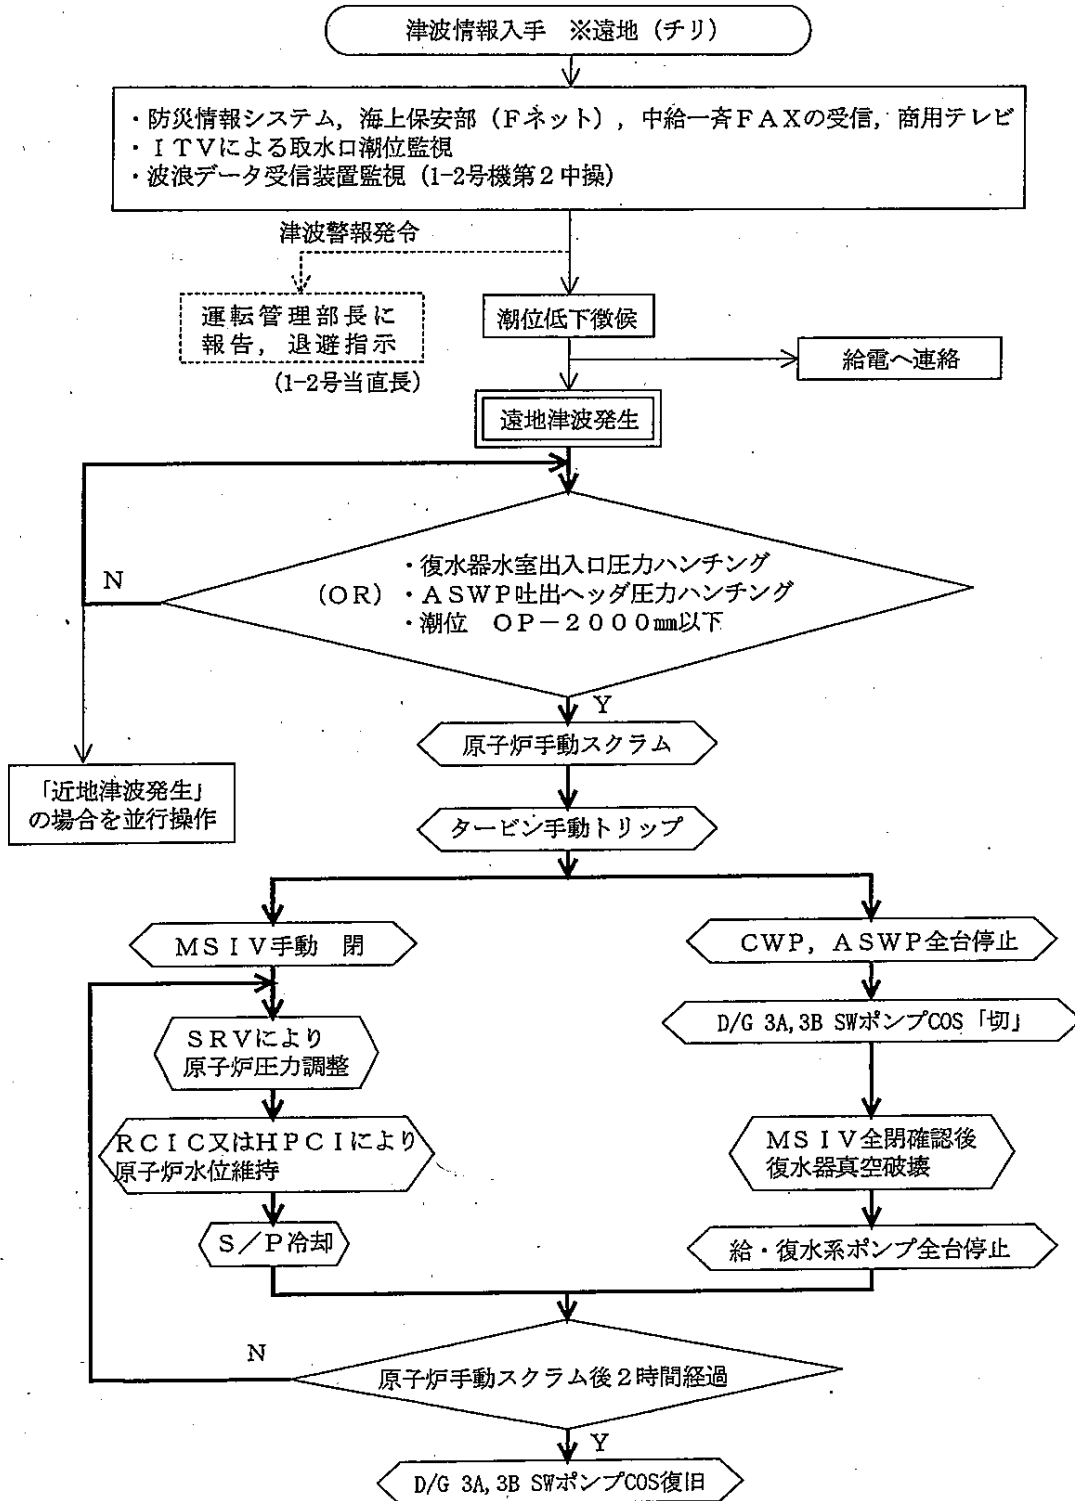 津波情報入手　※遠地（チリ）
・防災情報システム，海上保安部（Fネット），中給一斉FAXの受信，商用テレビ
・ＩＴＶによる取水口潮位監視
・波浪データ受信装置監視（1-2号機第２中操）
津波警報発令
運転管理部長に
報告，退避指示
(1-2号当直長)
潮位低下徴候
給電へ連絡
遠地津波発生
N
(OR)
・復水器水室出入口圧力ハンチング
・ＡＳＷＰ吐出ヘッダ圧力ハンチング
・潮位　ＯＰ－２０００㎜以下
Y
原子炉手動スクラム
「近地津波発生」
の場合を並行操作
タービン手動トリップ
ＭＳＩＶ手動　閉
ＣＷＰ，ＡＳＷＰ全台停止
ＳＲＶにより
原子炉圧力調整
D/G 3A,3B SWポンプCOS「切」
ＲＣＩＣ又はＨＰＣＩにより
原子炉水位維持
ＭＳＩＶ全閉確認後
復水器真空破壊
Ｓ／Ｐ冷却
給・復水系ポンプ全台停止
N
原子炉手動スクラム後２時間経過
Y
D/G 3A,3B SWポンプCOS復旧